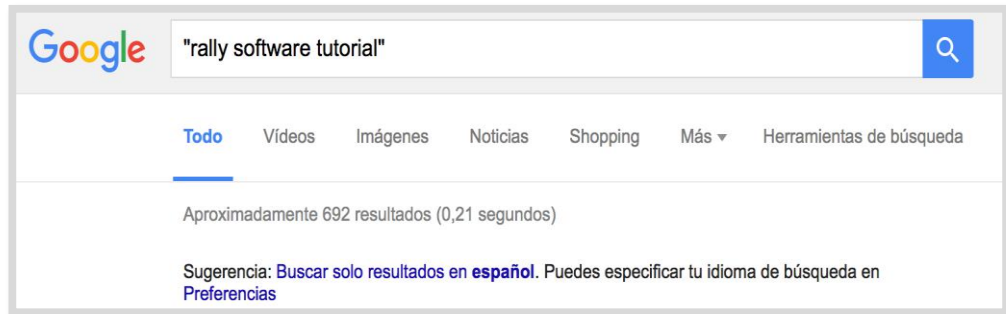 Google "rally software tutorial"
Todo Vídeos Imágenes Noticias Shopping Más Herramientas de búsqueda
Aproximadamente 692 resultados (0,21 segundos)
Sugerencia: Buscar solo resultados en español. Puedes especificar tu idioma de búsqueda en
Preferencias